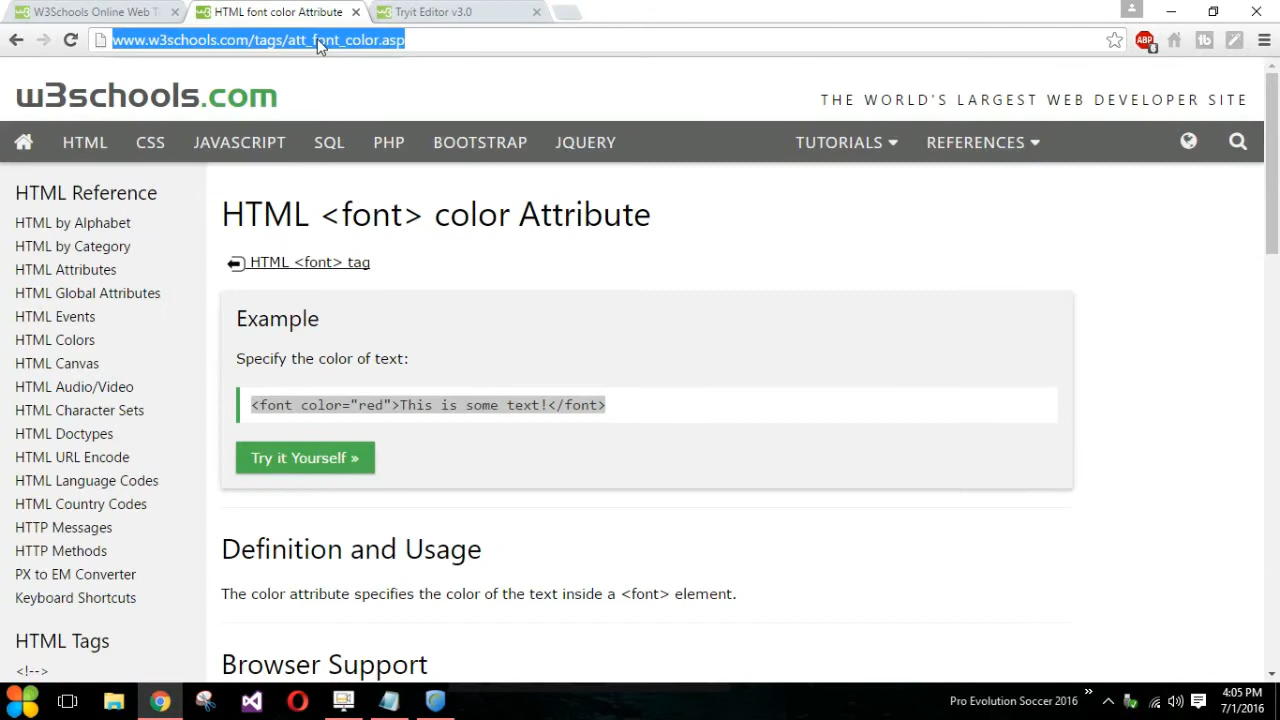 W3Schools Online Web T
HTML font color Attribute
Tryit Editor v3.0
www.w3schools.com/tags/att_font_color.asp
ABP
6
tb
w3schools.com
THE WORLD'S LARGEST WEB DEVELOPER SITE
HTML
CSS
JAVASCRIPT
SQL
PHP
BOOTSTRAP
JQUERY
TUTORIALS
REFERENCES
HTML Reference
HTML by Alphabet
HTML by Category
HTML Attributes
HTML Global Attributes
HTML Events
HTML Colors
HTML Canvas
HTML Audio/Video
HTML Character Sets
HTML Doctypes
HTML URL Encode
HTML Language Codes
HTML Country Codes
HTTP Messages
HTTP Methods
PX to EM Converter
Keyboard Shortcuts
HTML Tags
<!-->
HTML <font> color Attribute
HTML <font> tag
Example
Specify the color of text:
<font color="red">This is some text!</font>
Try it Yourself »
Definition and Usage
The color attribute specifies the color of the text inside a <font> element.
Browser Support
Pro Evolution Soccer 2016
4:05 PM
7/1/2016